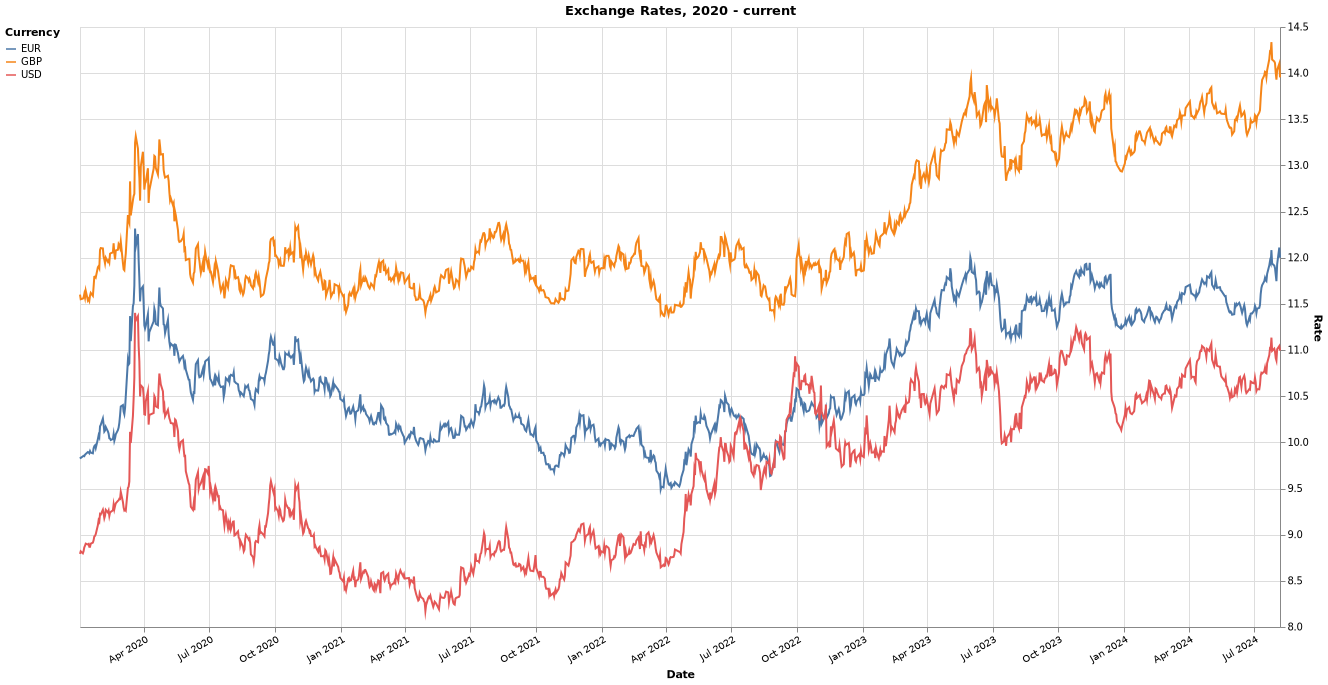 Exchange Rates, 2020 - current
Currency
EUR
GBP
USD
14.5
14.0
13.5
13.0
12.5
12.0
11.5
11.0
10.5
10.0
9.5
9.0
8.5
8.0
Rate
Apr 2020
Jul 2020
Oct 2020
Jan 2021
Apr 2021
Jul 2021
Oct 2021
Jan 2022
Apr 2022
Jul 2022
Oct 2022
Jan 2023
Apr 2023
Jul 2023
Oct 2023
Jan 2024
Apr 2024
Jul 2024
Date